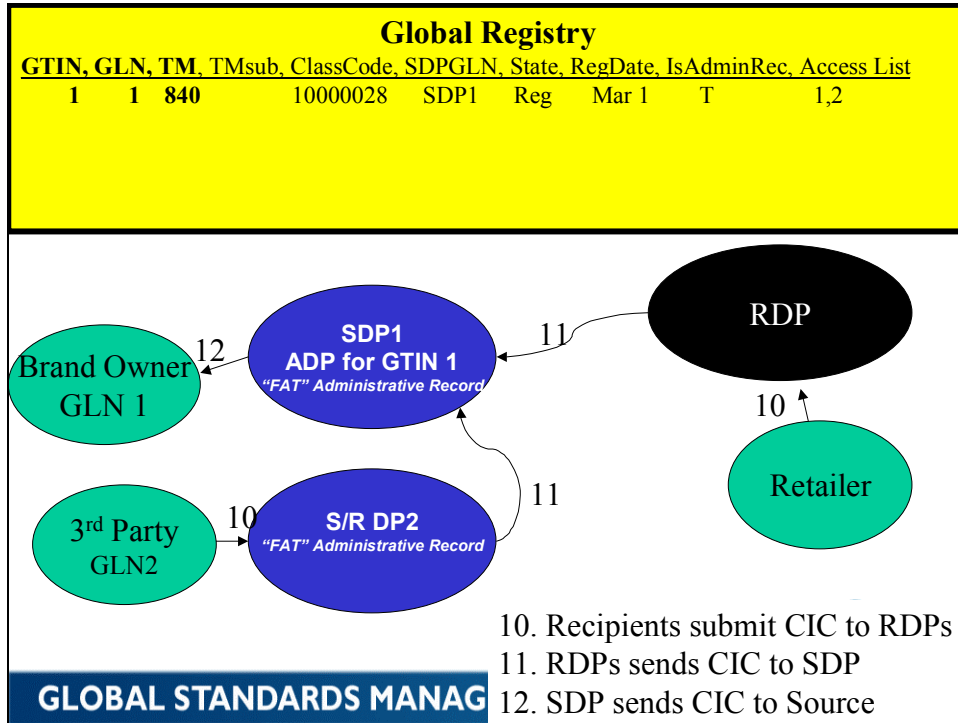 Global Registry
GTIN, GLN, TM, TMsub, ClassCode, SDPGLN, State, RegDate, IsAdminRec, Access List
1 1 840 10000028 SDP1 Reg Mar 1 T 1,2
RDP
11
SDP1
ADP for GTIN 1
"FAT" Administrative Record
12
Brand Owner
GLN 1
10
Retailer
11
10
S/R DP2
"FAT" Administrative Record
3rd Party
GLN2
10. Recipients submit CIC to RDPs
11. RDPs sends CIC to SDP
12. SDP sends CIC to Source
GLOBAL STANDARDS MANAG